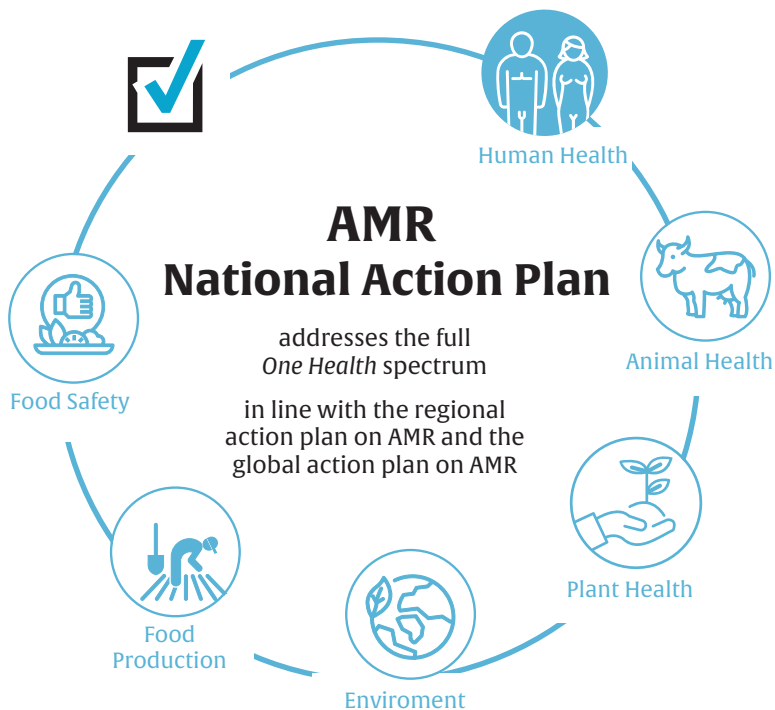 Human Health
AMR
National Action Plan
addresses the full
One Health spectrum
in line with the regional
action plan on AMR and the
global action plan on AMR
Animal Health
Food Safety
Plant Health
Food
Production
Enviroment